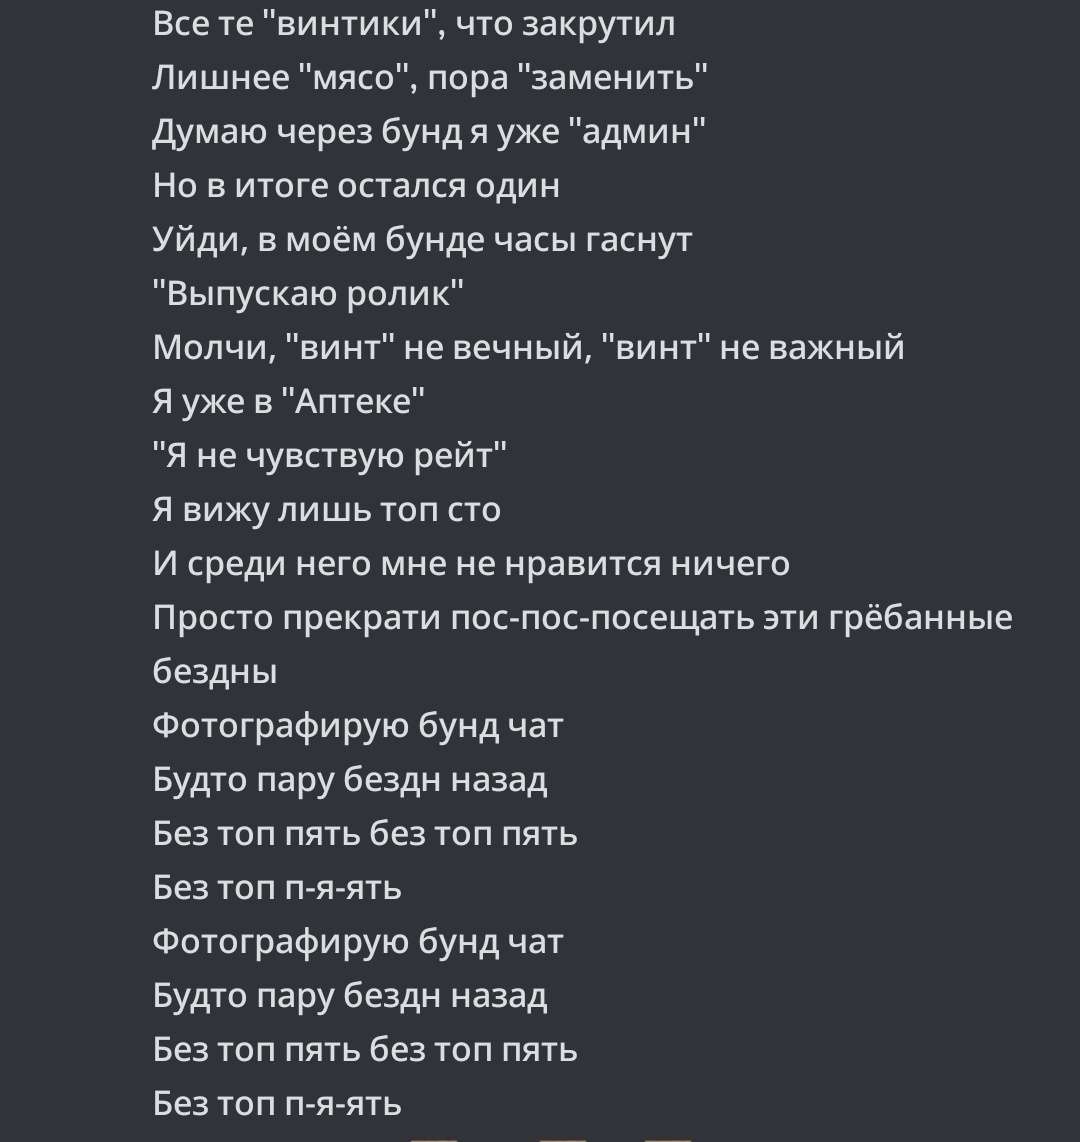 Все те "винтики", что закрутил
Лишнее "мясо", пора "заменить"
Думаю через бунд я уже "админ"
Но в итоге остался один
Уйди, в моём бунде часы гаснут
"Выпускаю ролик"
Молчи, "винт" не вечный, "винт" не важный
Я уже в "Аптеке"
"Я не чувствую рейт"
Я вижу лишь топ сто
И среди него мне не нравится ничего
Просто прекрати пос-пос-посещать эти грёбанные
бездны
Фотографирую бунд чат
Будто пару бездн назад
Без топ пять без топ пять
Без топ п-я-ять
Фотографирую бунд чат
Будто пару бездн назад
Без топ пять без топ пять
Без топ п-я-ять